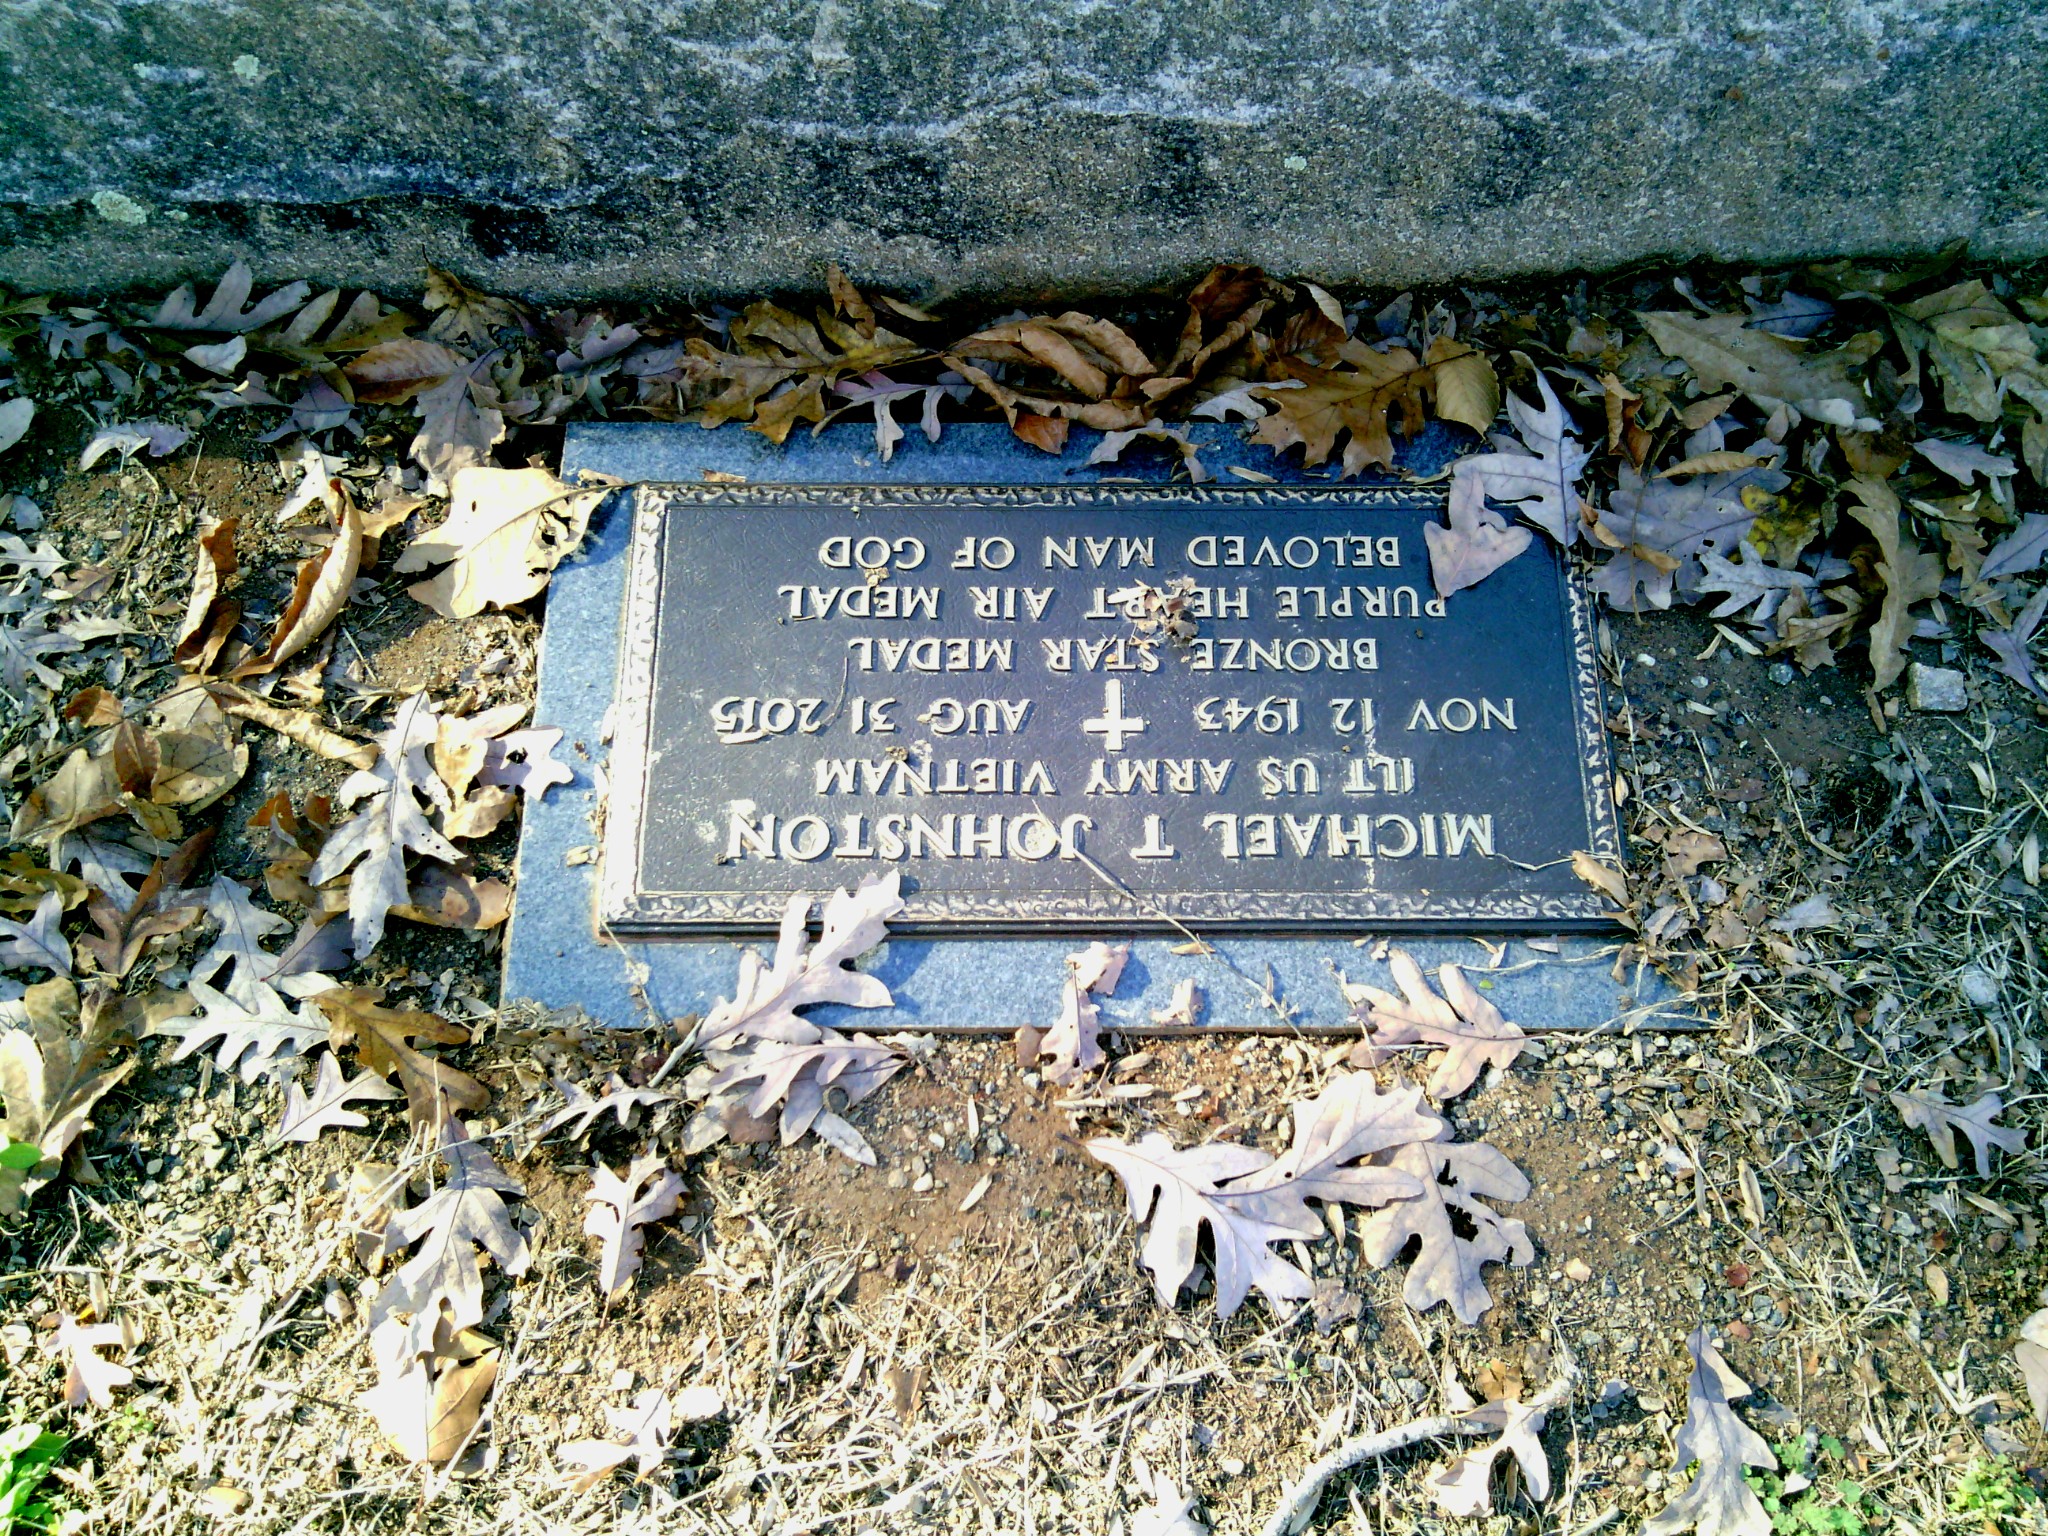 MICHAEL T JOHNSTON
1LT US ARMY VIETNAM
NOV 12 1943 AUG 31 2015
BRONZE STAR MEDAL
PURPLE HEART AIR MEDAL
BELOVED MAN OF GOD